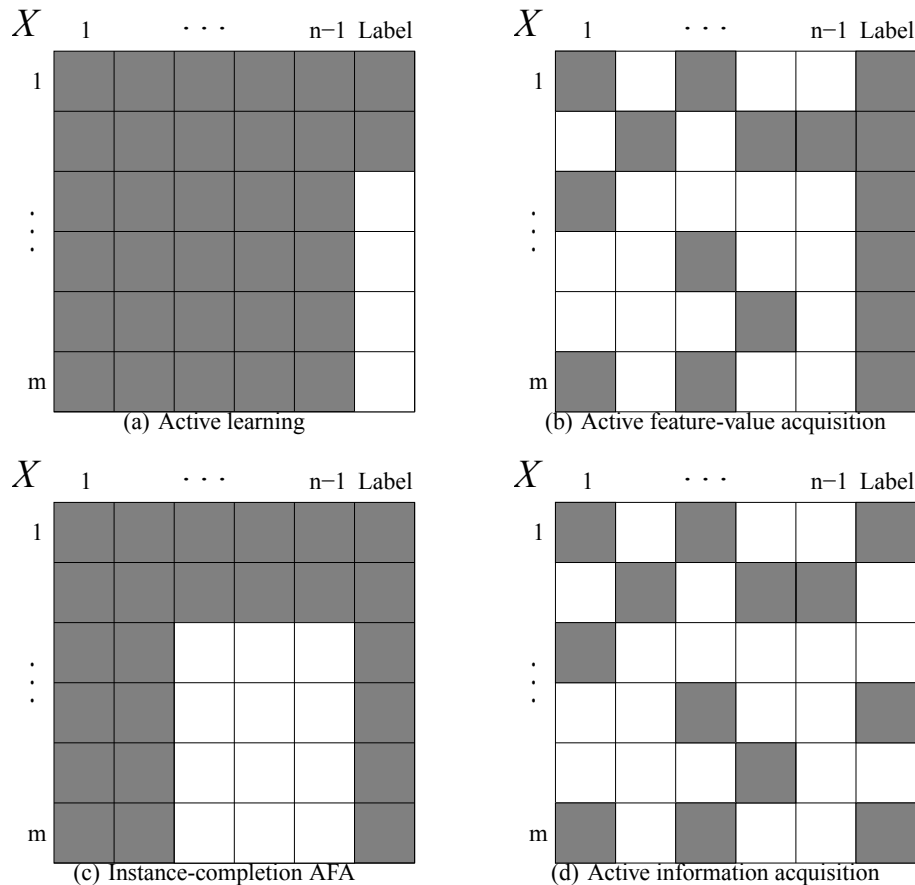 X 1 · · · n−1 Label
1
⋮
m
(a) Active learning
X 1 · · · n−1 Label
1
⋮
m
(b) Active feature-value acquisition
X 1 · · · n−1 Label
1
⋮
m
(c) Instance-completion AFA
X 1 · · · n−1 Label
1
⋮
m
(d) Active information acquisition